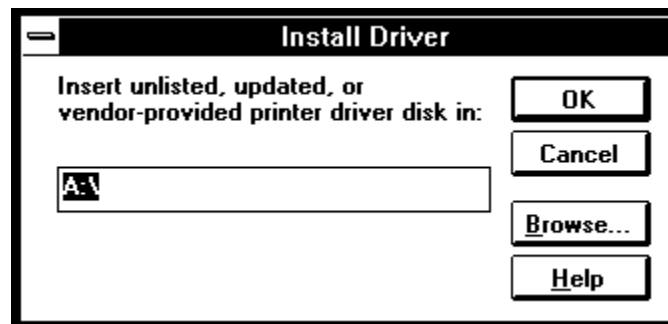 Install Driver
Insert unlisted, updated, or
vendor-provided printer driver disk in:
A:\
OK
Cancel
Browse...
Help